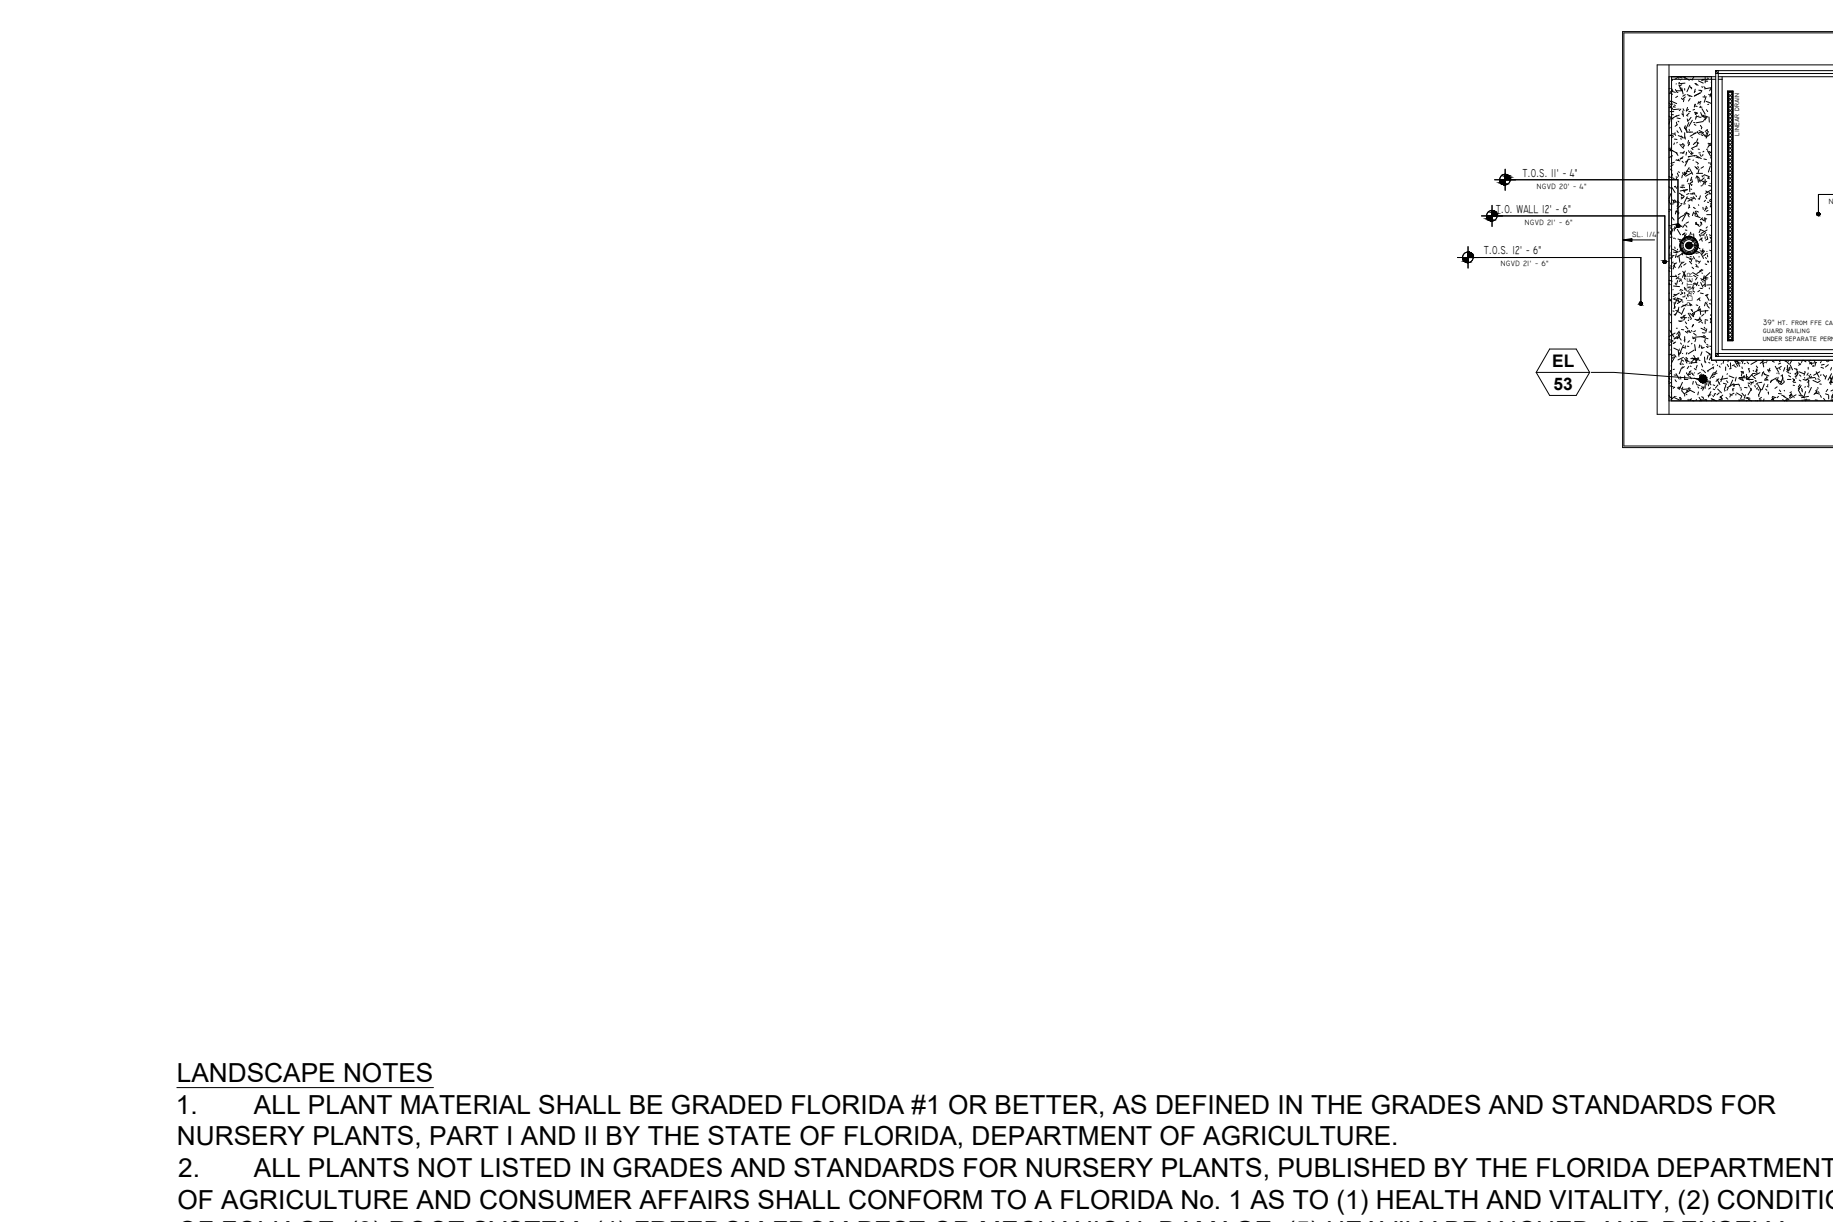 LINEAR DRAIN
T.O.S. 11' - 4"
NGVD 20' - 4"
T.O. WALL 12' - 6"
NGVD 21' - 6"
SL. 1/4"
T.O.S. 12' - 6"
NGVD 21' - 6"
PLANTER
39" HT. FROM FFE CA
GUARD RAILING
UNDER SEPARATE PER
EL
53
LANDSCAPE NOTES
1. ALL PLANT MATERIAL SHALL BE GRADED FLORIDA #1 OR BETTER, AS DEFINED IN THE GRADES AND STANDARDS FOR
NURSERY PLANTS, PART I AND II BY THE STATE OF FLORIDA, DEPARTMENT OF AGRICULTURE.
2. ALL PLANTS NOT LISTED IN GRADES AND STANDARDS FOR NURSERY PLANTS, PUBLISHED BY THE FLORIDA DEPARTMENT
OF AGRICULTURE AND CONSUMER AFFAIRS SHALL CONFORM TO A FLORIDA No. 1 AS TO (1) HEALTH AND VITALITY, (2) CONDITIO